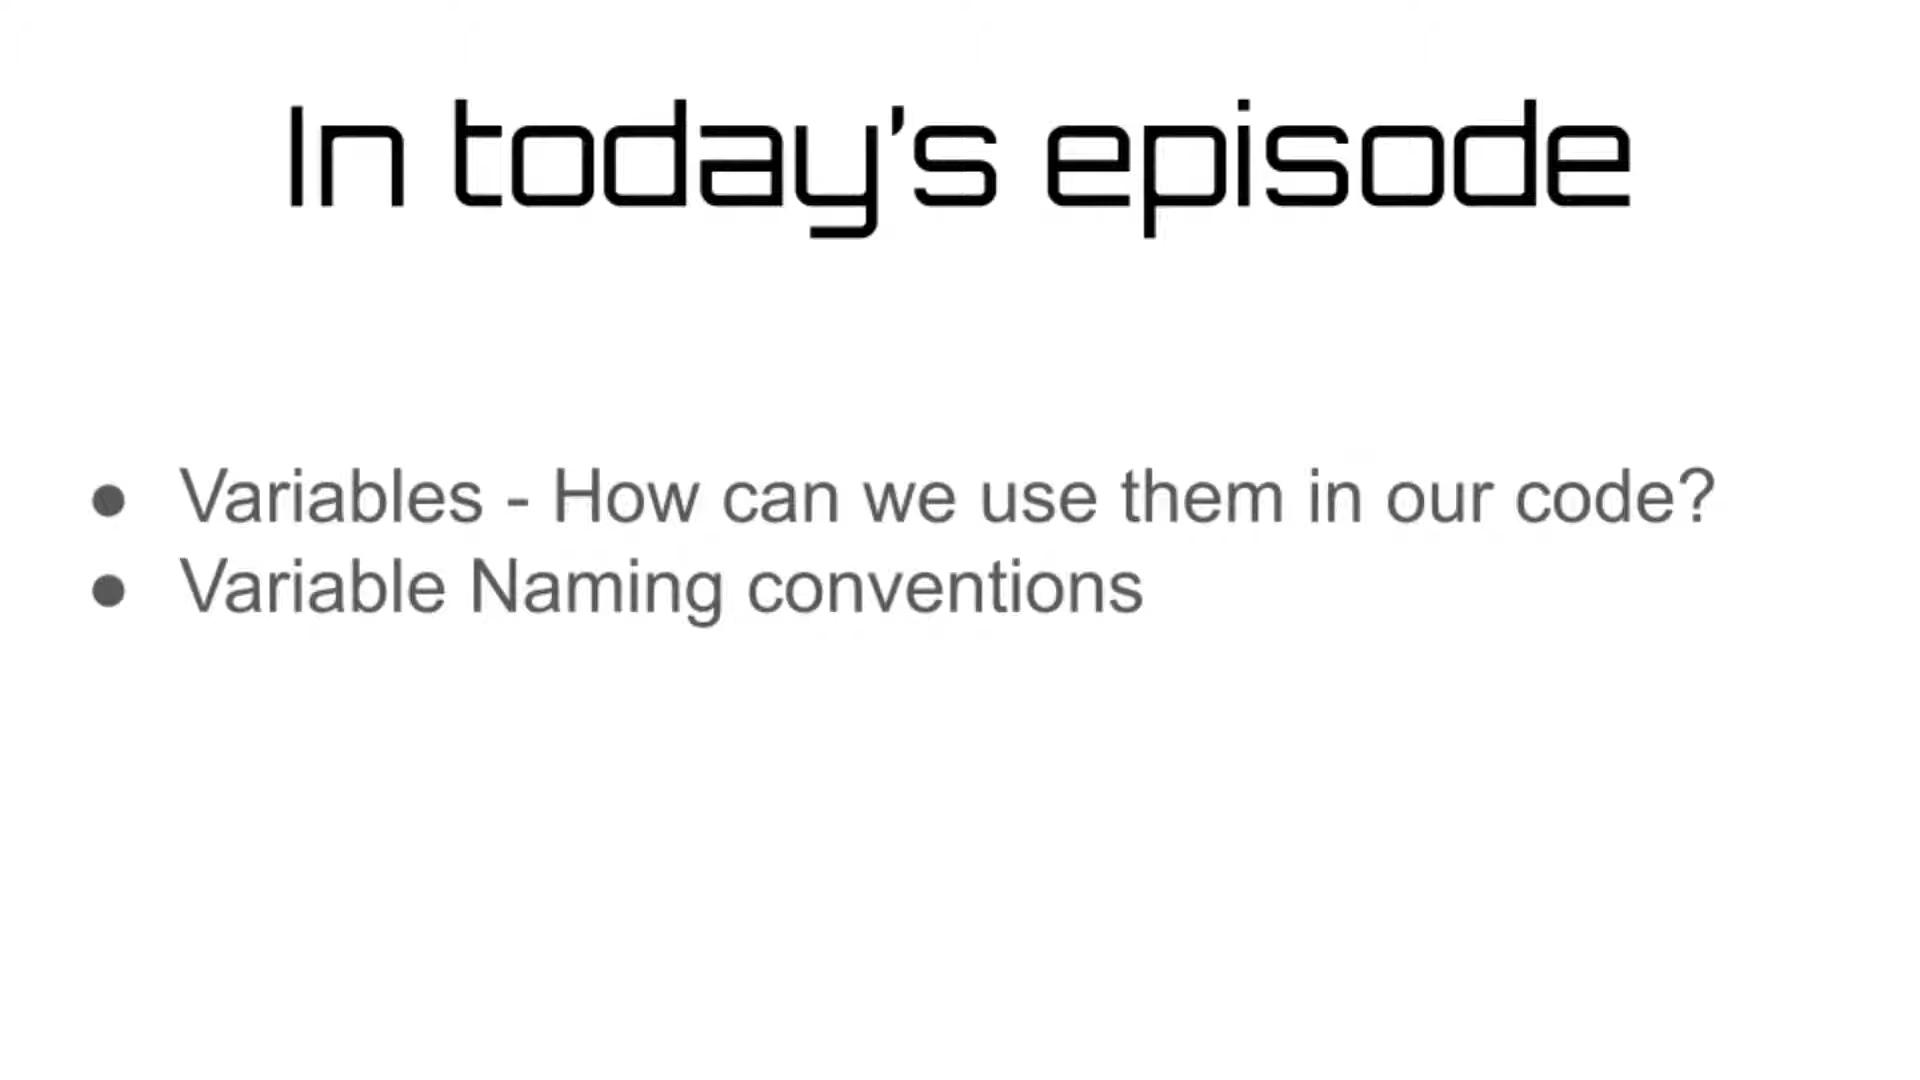 In today's episode
● Variables - How can we use them in our code?
● Variable Naming conventions